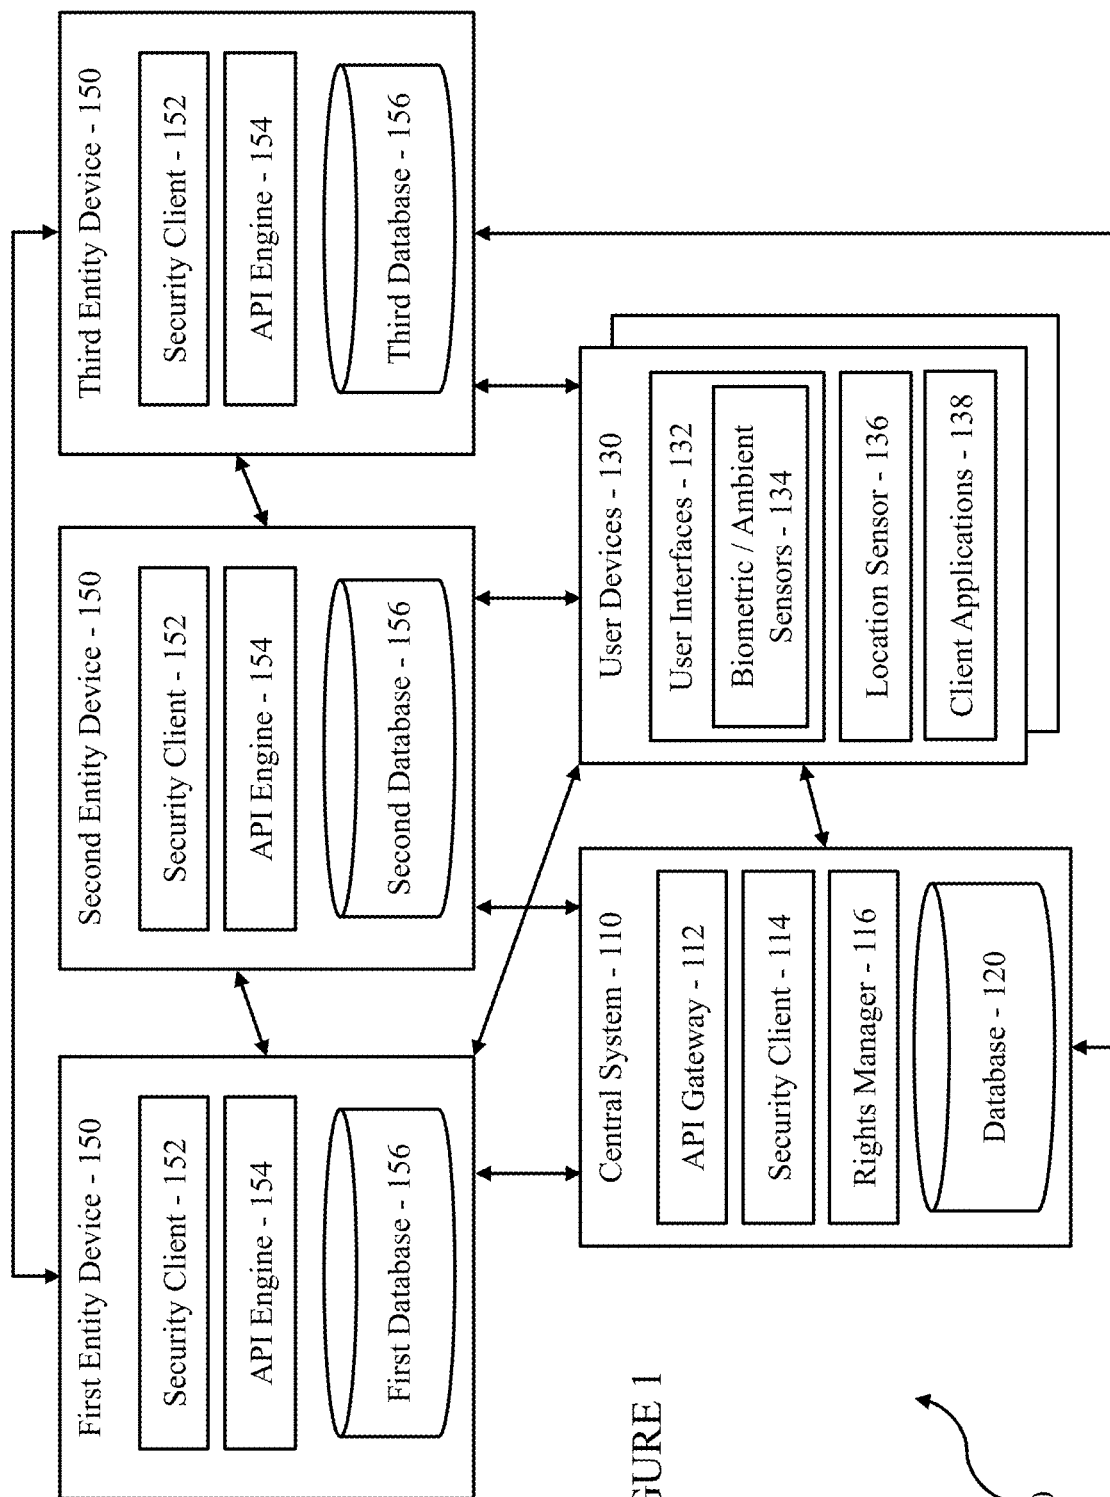 First Entity Device - 150
Security Client - 152
API Engine - 154
First Database - 156
Second Entity Device - 150
Security Client - 152
API Engine - 154
Second Database - 156
Third Entity Device - 150
Security Client - 152
API Engine - 154
Third Database - 156
Central System - 110
API Gateway - 112
Security Client - 114
Rights Manager - 116
Database - 120
User Devices - 130
User Interfaces - 132
Biometric / Ambient
Sensors - 134
Location Sensor - 136
Client Applications - 138
GURE 1